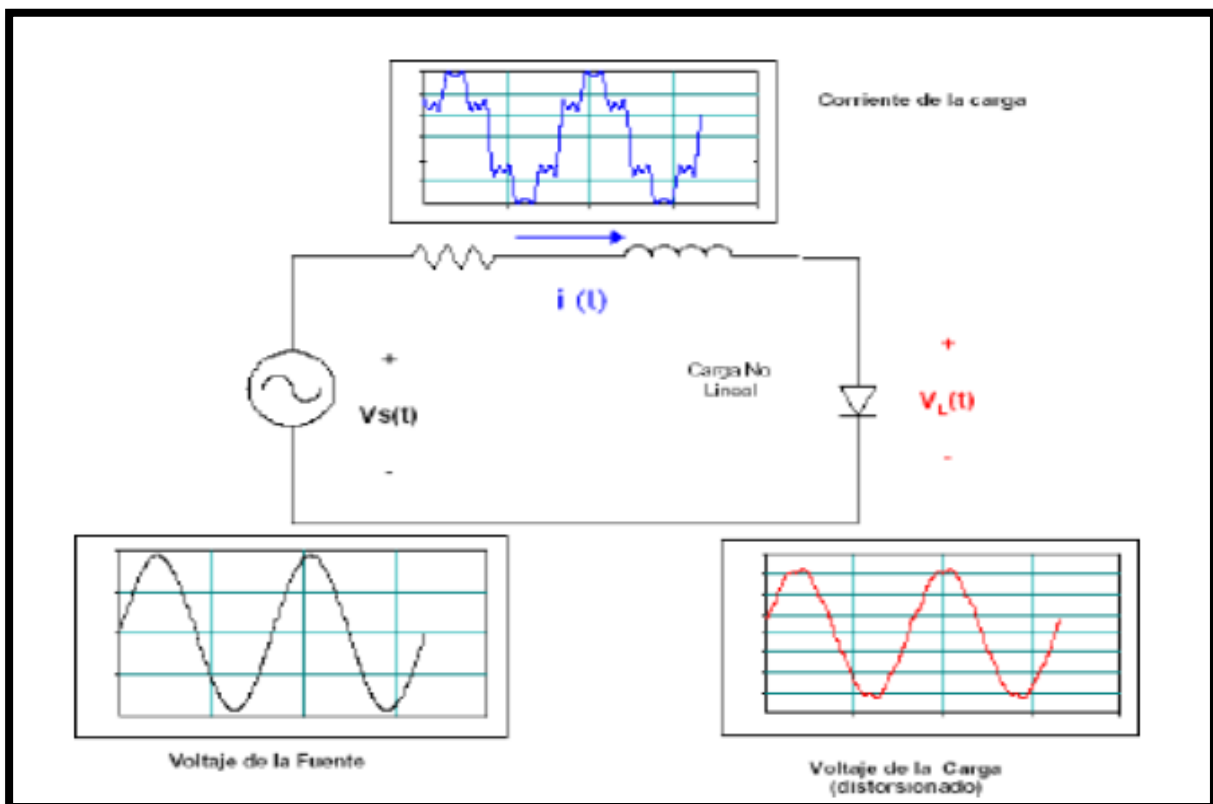 Corriente de la carga
i (t)
+
Vs(t)
-
Carga No
Lineal
+
VL(t)
-
Voltaje de la Fuente
Voltaje de la Carga
(distorsionado)